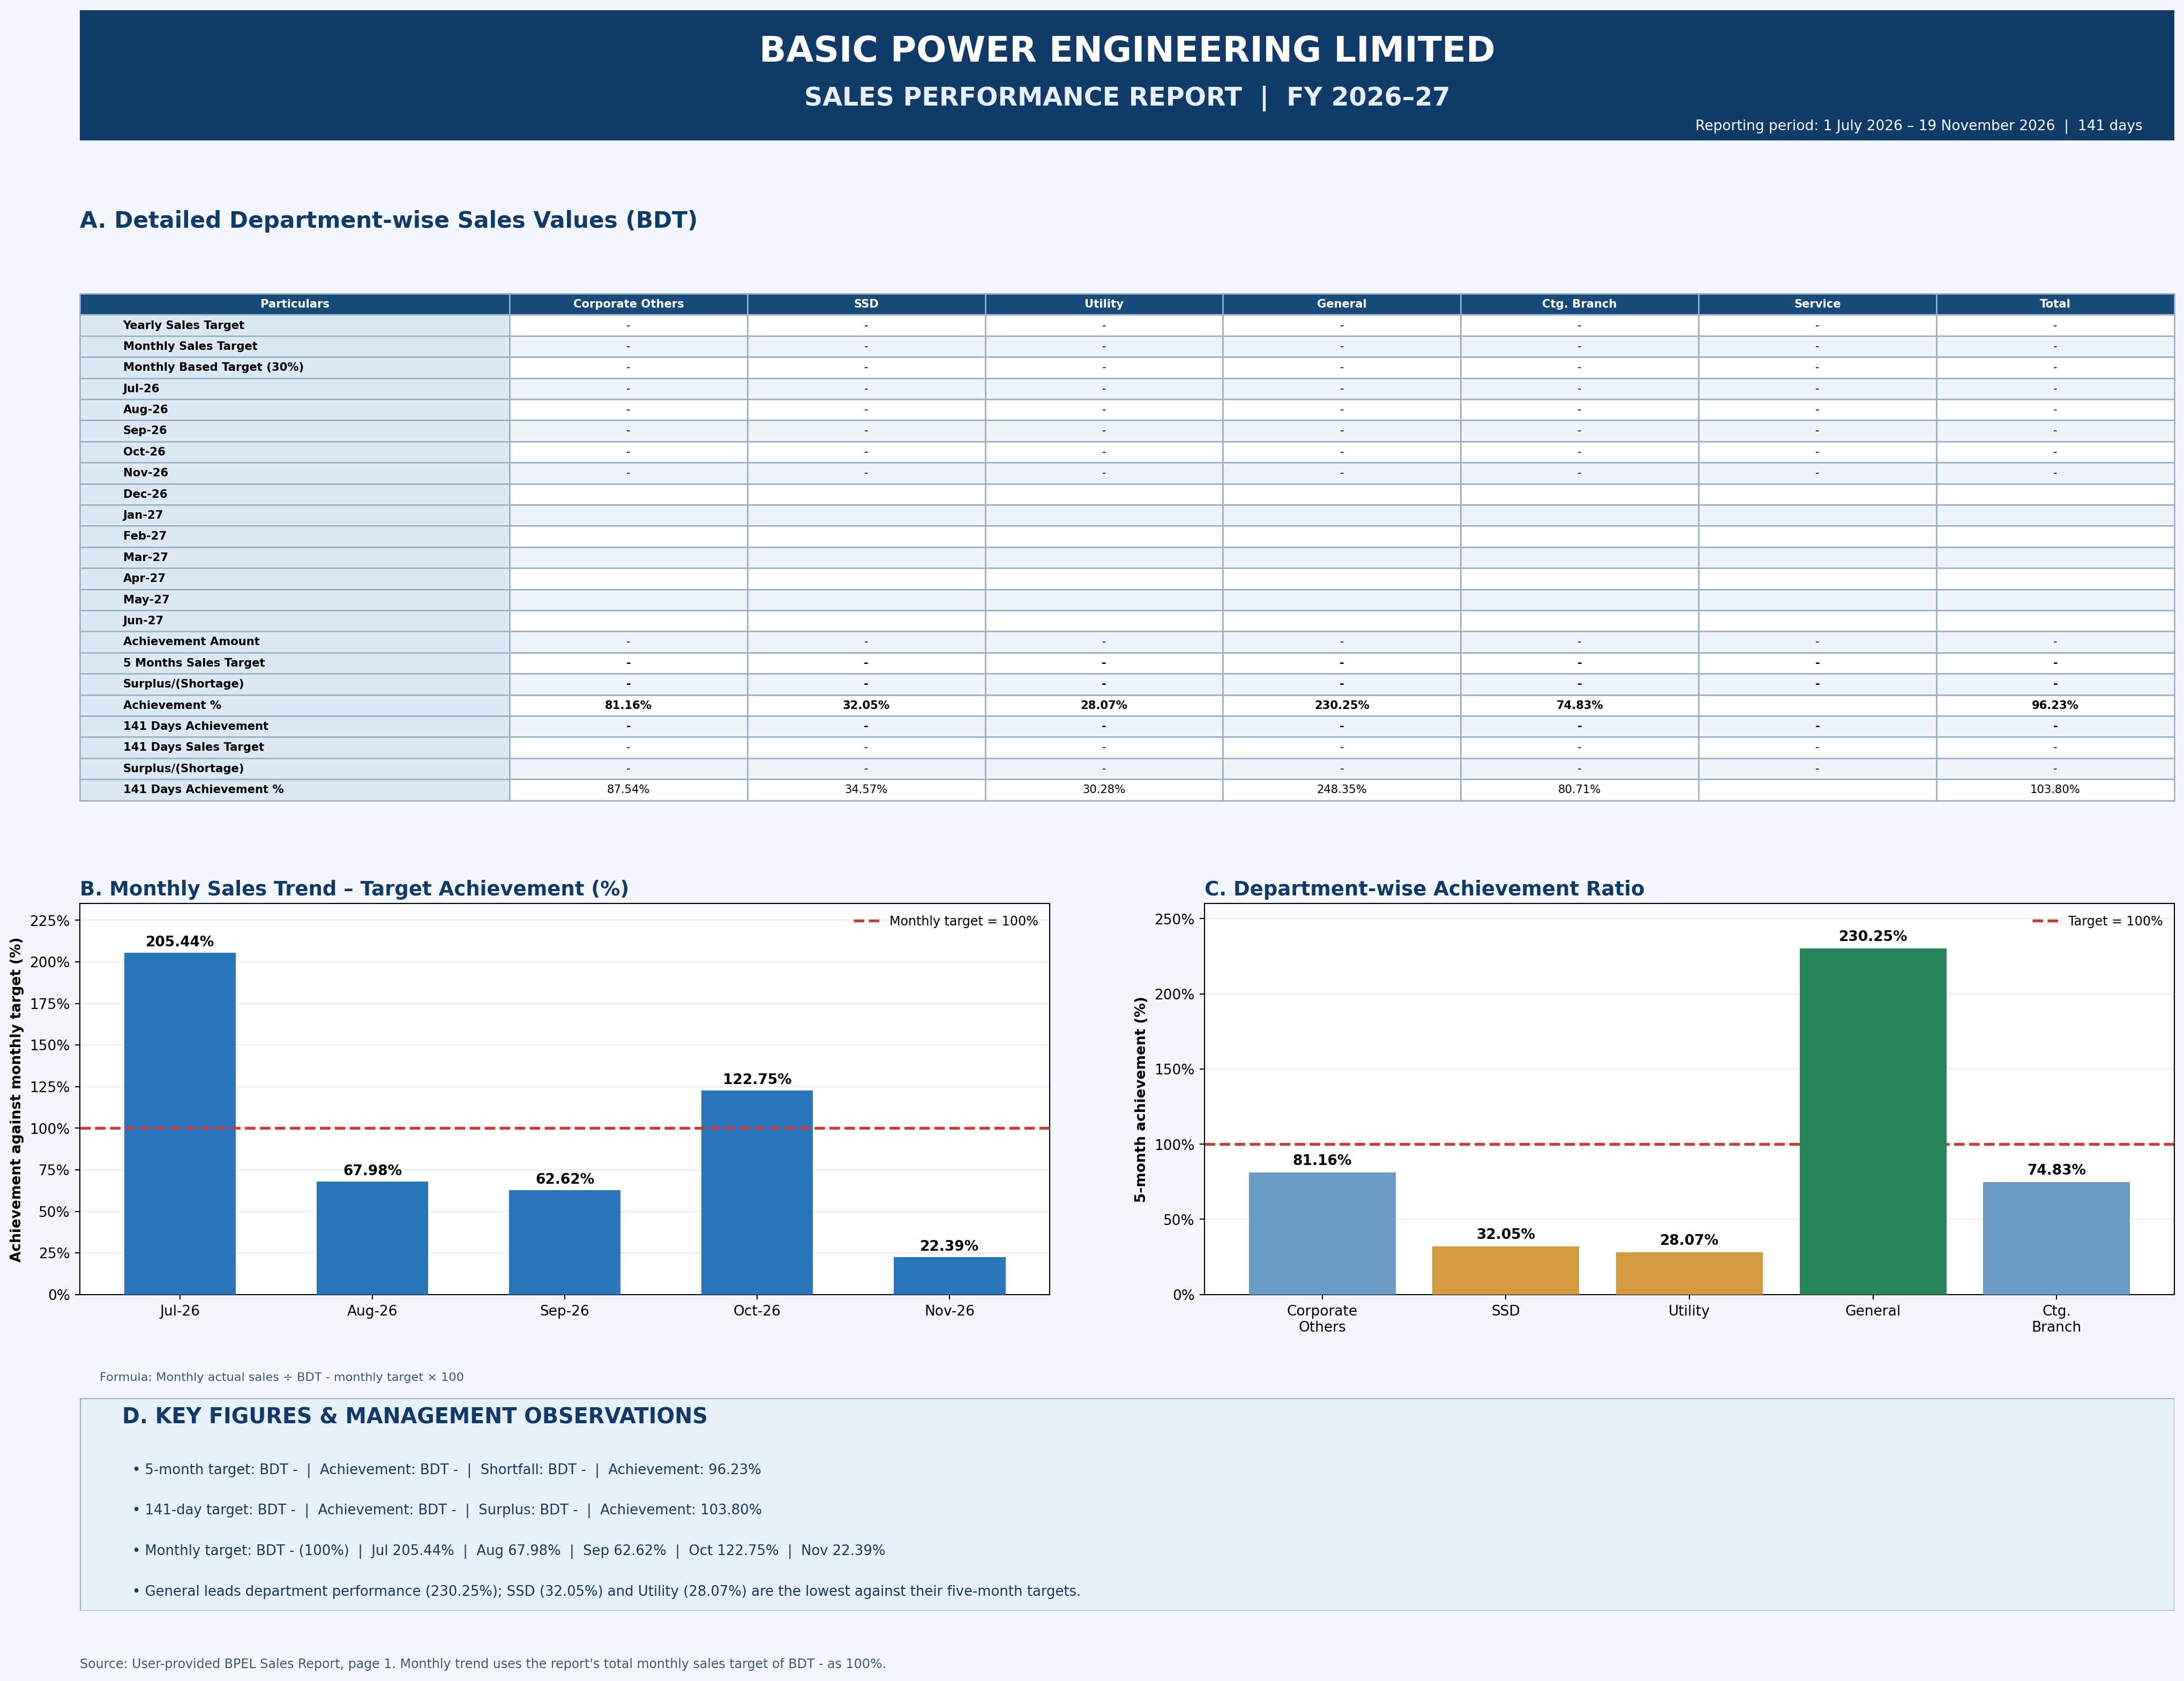 BASIC POWER ENGINEERING LIMITED
SALES PERFORMANCE REPORT | FY 2026–27
Reporting period: 1 July 2026 – 19 November 2026 | 141 days
A. Detailed Department-wise Sales Values (BDT)
Particulars Corporate Others SSD Utility General Ctg. Branch Service Total
Yearly Sales Target - - - - - - -
Monthly Sales Target - - - - - - -
Monthly Based Target (30%) - - - - - - -
Jul-26 - - - - - - -
Aug-26 - - - - - - -
Sep-26 - - - - - - -
Oct-26 - - - - - - -
Nov-26 - - - - - - -
Dec-26
Jan-27
Feb-27
Mar-27
Apr-27
May-27
Jun-27
Achievement Amount - - - - - - -
5 Months Sales Target - - - - - - -
Surplus/(Shortage) - - - - - - -
Achievement % 81.16% 32.05% 28.07% 230.25% 74.83% 96.23%
141 Days Achievement - - - - - - -
141 Days Sales Target - - - - - - -
Surplus/(Shortage) - - - - - - -
141 Days Achievement % 87.54% 34.57% 30.28% 248.35% 80.71% 103.80%
B. Monthly Sales Trend – Target Achievement (%)
Achievement against monthly target (%)
225%
200%
175%
150%
125%
100%
75%
50%
25%
0%
Monthly target = 100%
205.44%
67.98%
62.62%
122.75%
22.39%
Jul-26 Aug-26 Sep-26 Oct-26 Nov-26
Formula: Monthly actual sales ÷ BDT - monthly target × 100
C. Department-wise Achievement Ratio
5-month achievement (%)
250%
200%
150%
100%
50%
0%
Target = 100%
81.16%
32.05%
28.07%
230.25%
74.83%
Corporate
Others
SSD
Utility
General
Ctg.
Branch
D. KEY FIGURES & MANAGEMENT OBSERVATIONS
• 5-month target: BDT - | Achievement: BDT - | Shortfall: BDT - | Achievement: 96.23%
• 141-day target: BDT - | Achievement: BDT - | Surplus: BDT - | Achievement: 103.80%
• Monthly target: BDT - (100%) | Jul 205.44% | Aug 67.98% | Sep 62.62% | Oct 122.75% | Nov 22.39%
• General leads department performance (230.25%); SSD (32.05%) and Utility (28.07%) are the lowest against their five-month targets.
Source: User-provided BPEL Sales Report, page 1. Monthly trend uses the report's total monthly sales target of BDT - as 100%.